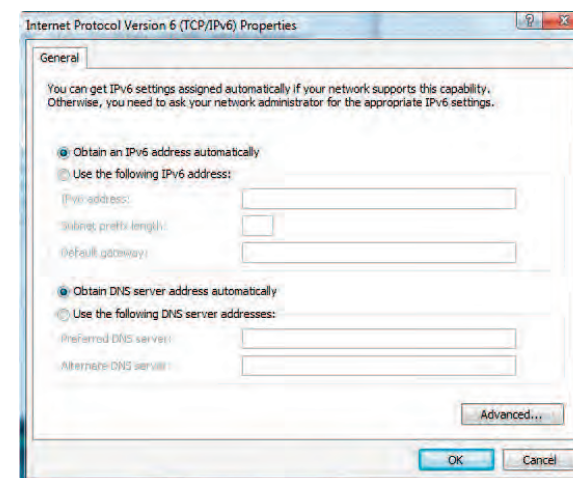 Internet Protocol Version 6 (TCP/IPv6) Properties
General
You can get IPv6 settings assigned automatically if your network supports this capability.
Otherwise, you need to ask your network administrator for the appropriate IPv6 settings.
Obtain an IPv6 address automatically
Use the following IPv6 address:
IPv6 address:
Subnet prefix length:
Default gateway:
Obtain DNS server address automatically
Use the following DNS server addresses:
Preferred DNS server:
Alternate DNS server:
Advanced...
OK
Cancel